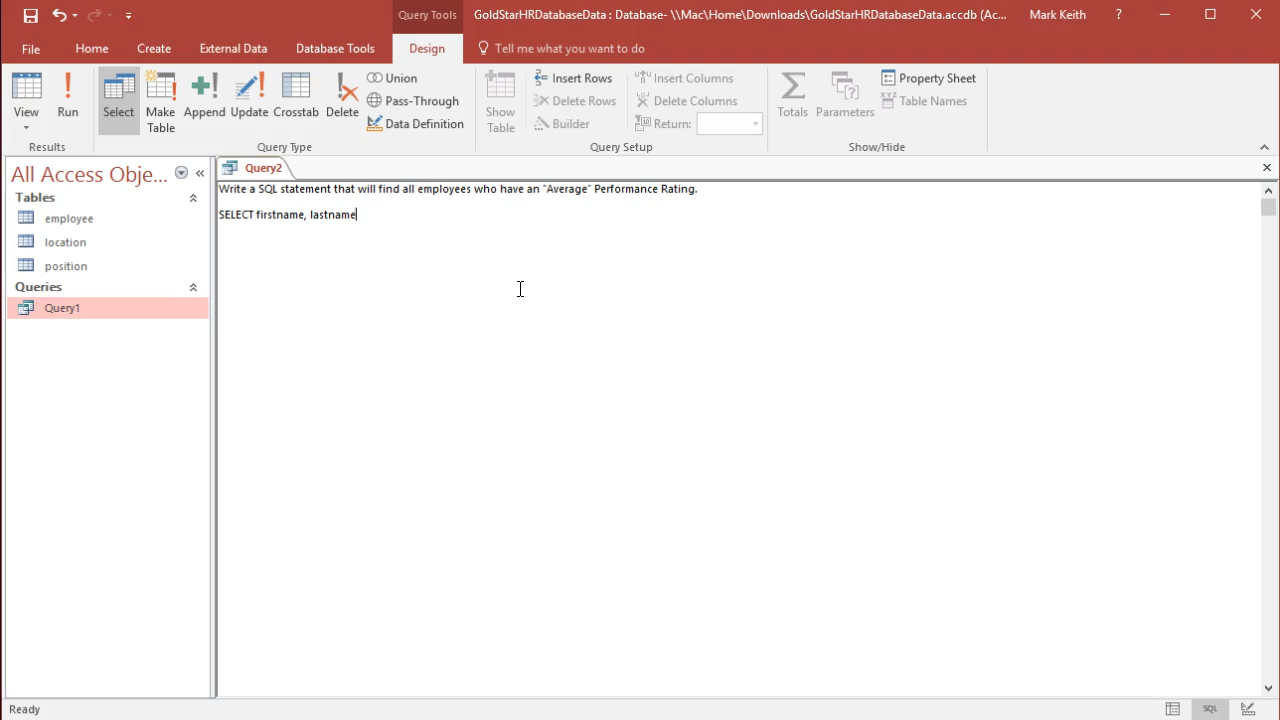 Query Tools
GoldStarHRDatabaseData : Database- \\Mac\Home\Downloads\GoldStarHRDatabaseData.accdb (Ac...
Mark Keith
?
File
Home
Create
External Data
Database Tools
Design
Tell me what you want to do
View
Run
Results
Select
Make
Table
Append
Update
Crosstab
Delete
Union
Pass-Through
Data Definition
Query Type
Show
Table
Insert Rows
Delete Rows
Builder
Insert Columns
Delete Columns
Return:
Query Setup
Totals
Parameters
Property Sheet
Table Names
Show/Hide
All Access Obje...
Tables
employee
location
position
Queries
Query1
Query2
Write a SQL statement that will find all employees who have an "Average" Performance Rating.
SELECT firstname, lastname
Ready
SQL